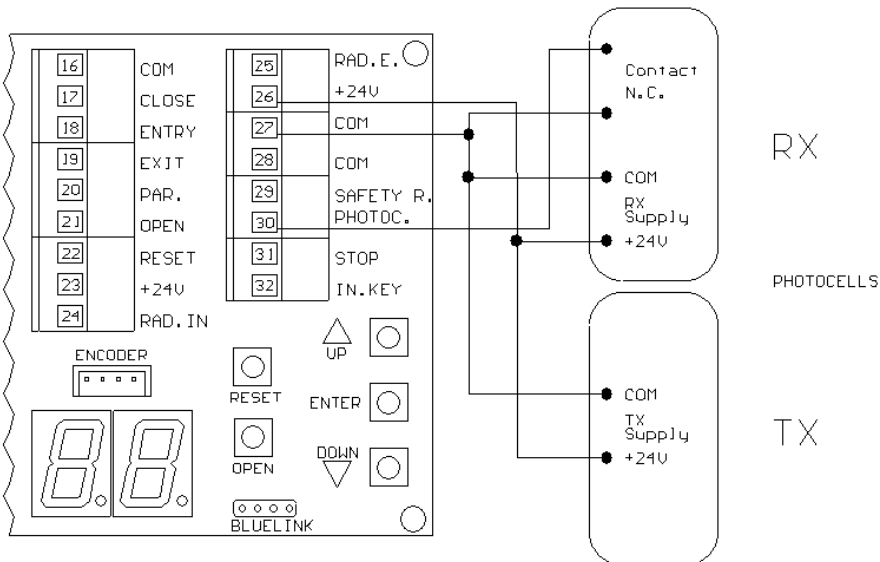 16 COM
17 CLOSE
18 ENTRY
19 EXIT
20 PAR.
21 OPEN
22 RESET
23 +24V
24 RAD.IN
25 RAD.E.
26 +24V
27 COM
28 COM
29 SAFETY R.
30 PHOTOC.
31 STOP
32 IN.KEY
ENCODER
RESET
OPEN
UP
ENTER
DOWN
BLUELINK
Contact
N.C.
COM
RX
Supply
+24V
RX
PHOTOCELLS
COM
TX
Supply
+24V
TX